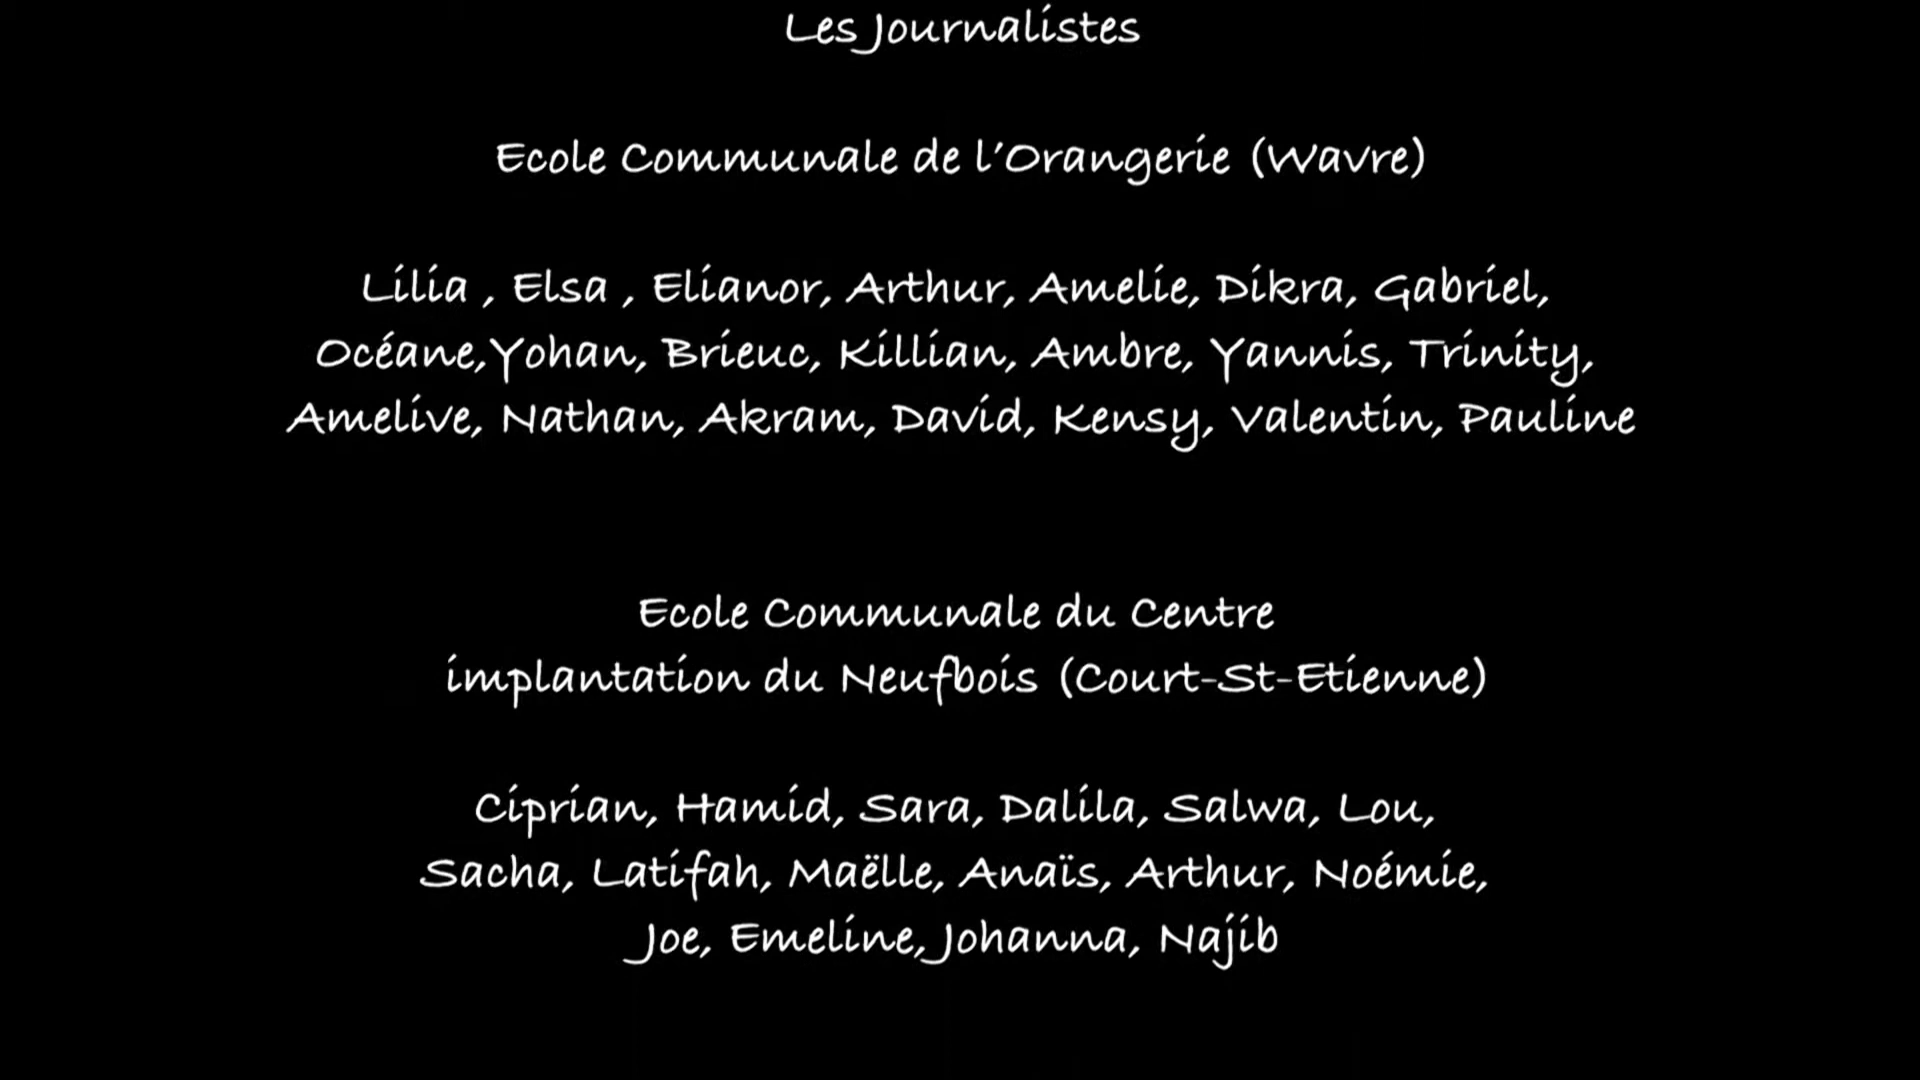 Les Journalistes
Ecole Communale de l'Orangerie (Wavre)
Lilia , Elsa , Elianor, Arthur, Amelie, Dikra, Gabriel,
Océane,Yohan, Brieuc, Killian, Ambre, Yannis, Trinity,
Amelive, Nathan, Akram, David, Kensy, Valentin, Pauline
Ecole Communale du Centre
implantation du Neufbois (Court-St-Etienne)
Ciprian, Hamid, Sara, Dalila, Salwa, Lou,
Sacha, Latifah, Maëlle, Anaïs, Arthur, Noémie,
Joe, Emeline,Johanna, Najib